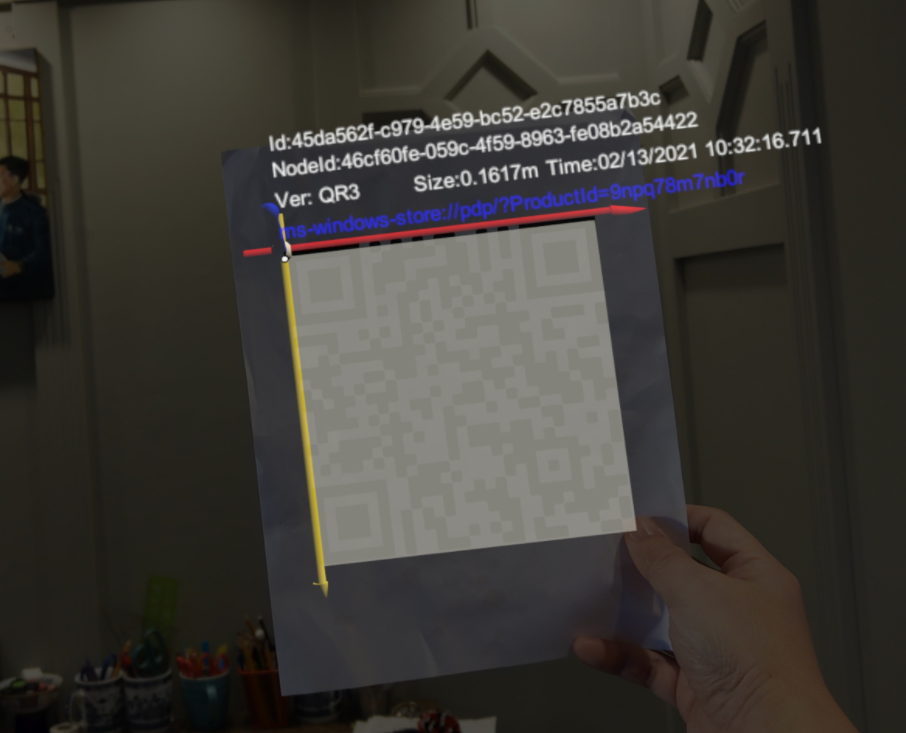 Id:45da562f-c979-4e59-bc52-e2c7855a7b3c
NodeId:46cf60fe-059c-4f59-8963-fe08b2a54422
Ver: QR3 Size:0.1617m Time:02/13/2021 10:32:16.711
ms-windows-store://pdp/?ProductId=9npq78m7nb0r